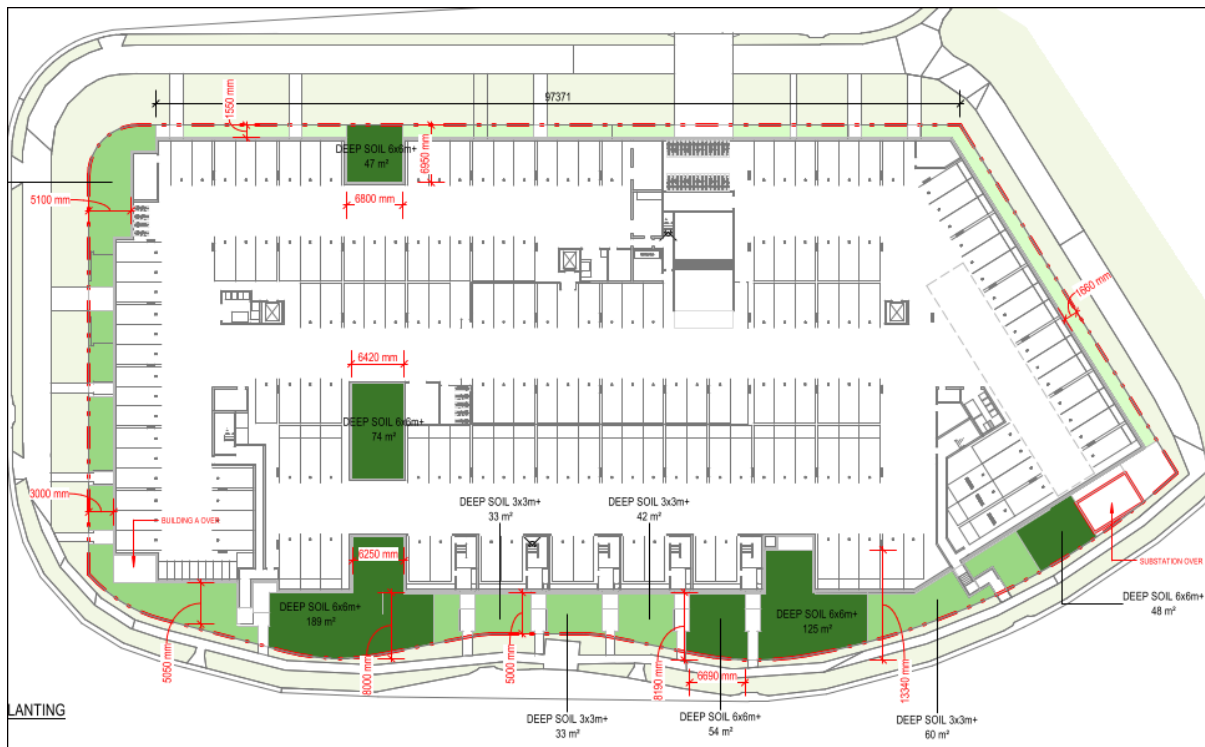 97371
1550 mm
DEEP SOIL 6x6m+
47 m²
6950 mm
6800 mm
5100 mm
1660 mm
6420 mm
DEEP SOIL 6x6m+
74 m²
3000 mm
BUILDING A OVER
DEEP SOIL 3x3m+
33 m²
DEEP SOIL 3x3m+
42 m²
6250 mm
SUBSTATION OVER
DEEP SOIL 6x6m+
189 m²
DEEP SOIL 6x6m+
125 m²
DEEP SOIL 6x6m+
48 m²
5050 mm
8000 mm
5000 mm
8190 mm
6690 mm
13340 mm
LANTING
DEEP SOIL 3x3m+
33 m²
DEEP SOIL 6x6m+
54 m²
DEEP SOIL 3x3m+
60 m²